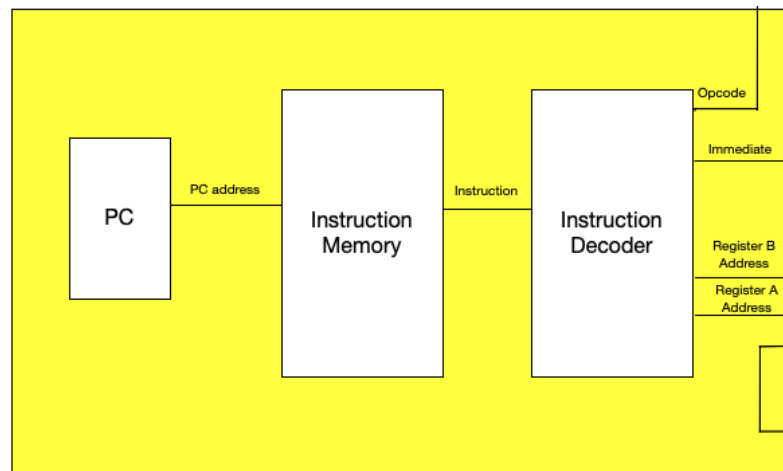 Opcode
Immediate
PC address
Instruction
PC
Instruction
Memory
Instruction
Decoder
Register B
Address
Register A
Address